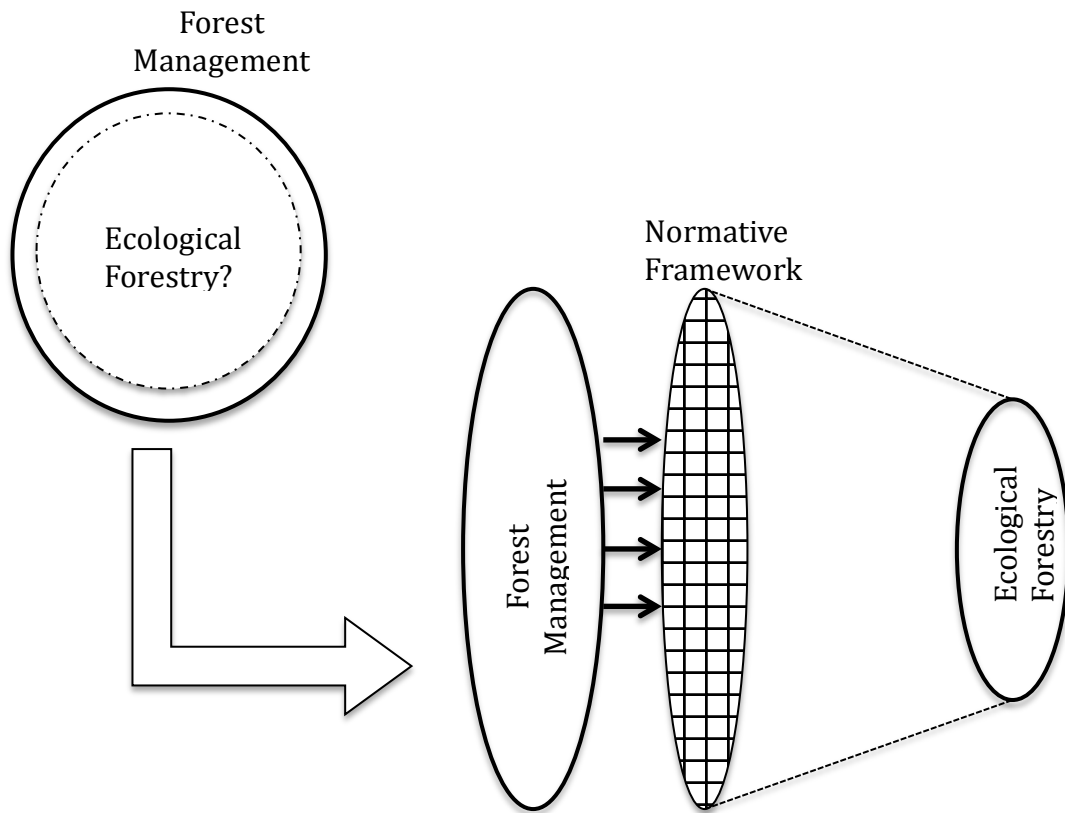 Forest
Management
Ecological
Forestry?
Normative
Framework
Forest
Management
Ecological
Forestry